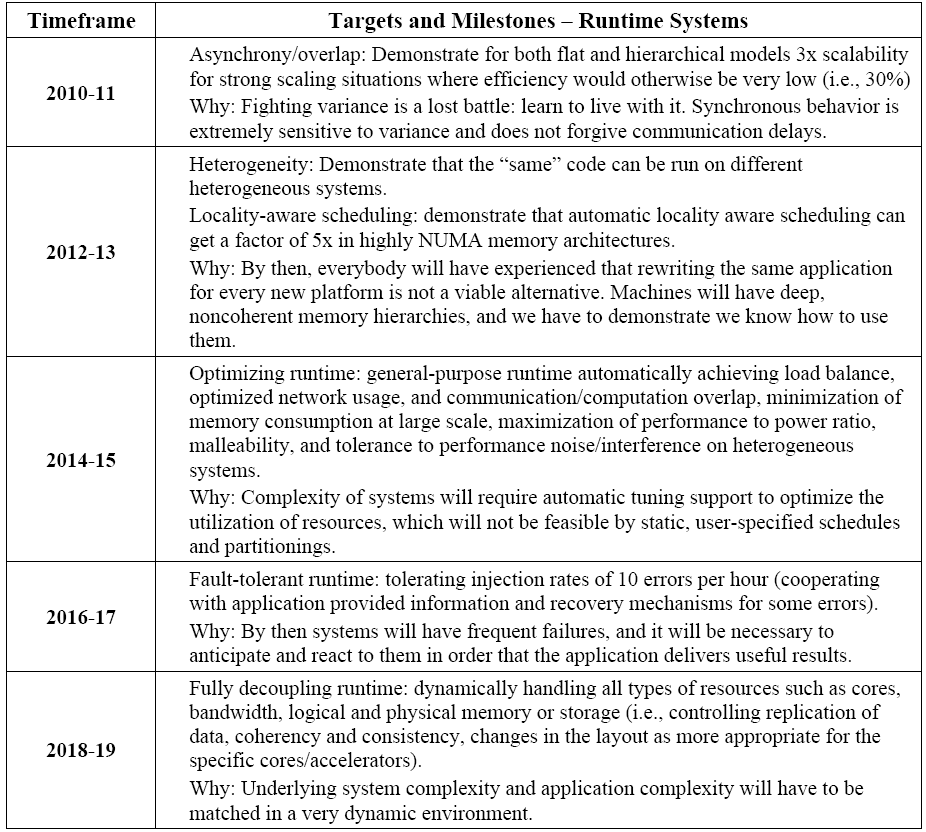 Timeframe
Targets and Milestones – Runtime Systems
2010-11
Asynchrony/overlap: Demonstrate for both flat and hierarchical models 3x scalability
for strong scaling situations where efficiency would otherwise be very low (i.e., 30%)
Why: Fighting variance is a lost battle: learn to live with it. Synchronous behavior is
extremely sensitive to variance and does not forgive communication delays.
2012-13
Heterogeneity: Demonstrate that the “same” code can be run on different
heterogeneous systems.
Locality-aware scheduling: demonstrate that automatic locality aware scheduling can
get a factor of 5x in highly NUMA memory architectures.
Why: By then, everybody will have experienced that rewriting the same application
for every new platform is not a viable alternative. Machines will have deep,
noncoherent memory hierarchies, and we have to demonstrate we know how to use
them.
2014-15
Optimizing runtime: general-purpose runtime automatically achieving load balance,
optimized network usage, and communication/computation overlap, minimization of
memory consumption at large scale, maximization of performance to power ratio,
malleability, and tolerance to performance noise/interference on heterogeneous
systems.
Why: Complexity of systems will require automatic tuning support to optimize the
utilization of resources, which will not be feasible by static, user-specified schedules
and partitionings.
2016-17
Fault-tolerant runtime: tolerating injection rates of 10 errors per hour (cooperating
with application provided information and recovery mechanisms for some errors).
Why: By then systems will have frequent failures, and it will be necessary to
anticipate and react to them in order that the application delivers useful results.
2018-19
Fully decoupling runtime: dynamically handling all types of resources such as cores,
bandwidth, logical and physical memory or storage (i.e., controlling replication of
data, coherency and consistency, changes in the layout as more appropriate for the
specific cores/accelerators).
Why: Underlying system complexity and application complexity will have to be
matched in a very dynamic environment.